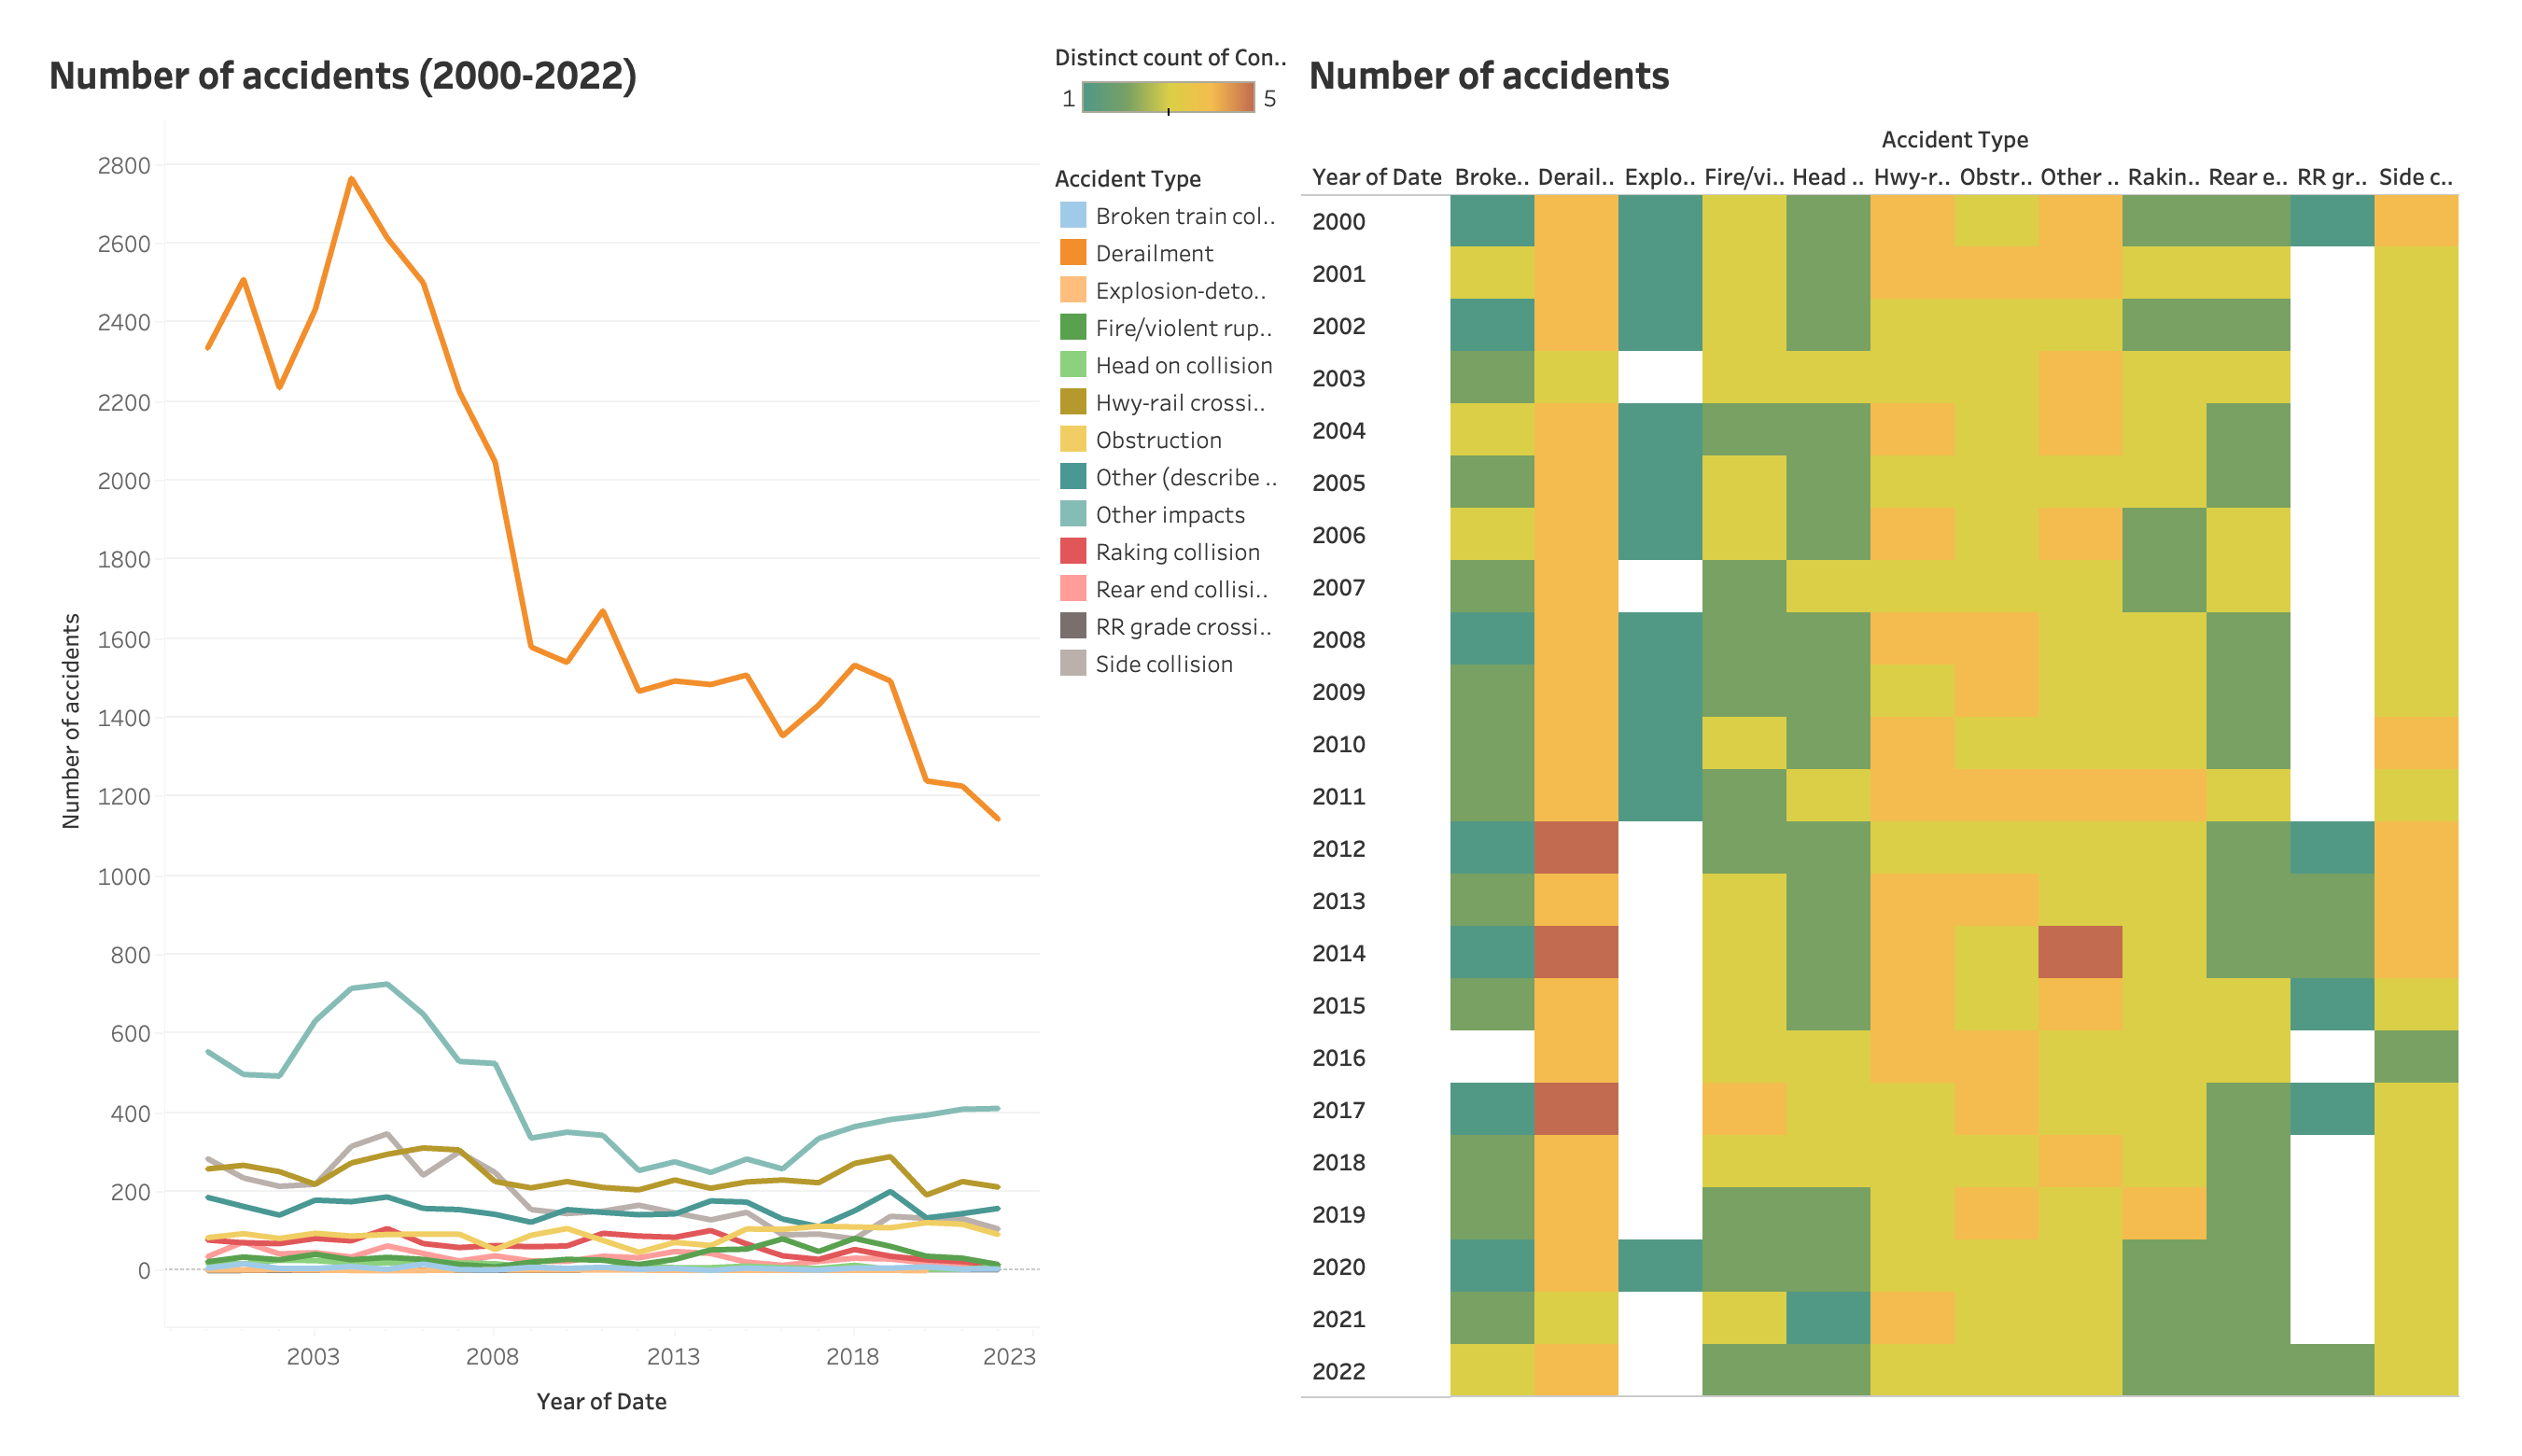 Number of accidents (2000-2022)
2800
2600
2400
2200
2000
1800
1600
1400
1200
1000
800
600
400
200
0
Number of accidents
2003 2008 2013 2018 2023
Year of Date
Distinct count of Con..
1 5
Accident Type
Broken train col..
Derailment
Explosion-deto..
Fire/violent rup..
Head on collision
Hwy-rail crossi..
Obstruction
Other (describe ..
Other impacts
Raking collision
Rear end collisi..
RR grade crossi..
Side collision
Number of accidents
Accident Type
Year of Date Broke.. Derail.. Explo.. Fire/vi.. Head .. Hwy-r.. Obstr.. Other .. Rakin.. Rear e.. RR gr.. Side c..
2000
2001
2002
2003
2004
2005
2006
2007
2008
2009
2010
2011
2012
2013
2014
2015
2016
2017
2018
2019
2020
2021
2022